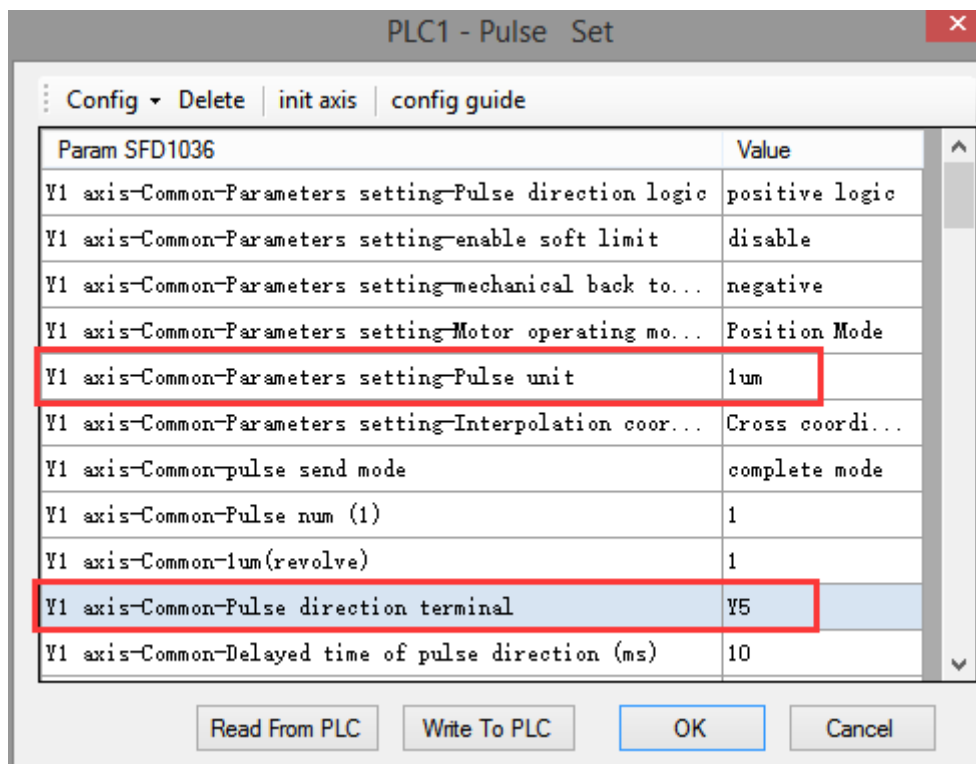 PLC1 - Pulse Set
Config Delete init axis config guide
Param SFD1036 Value
Y1 axis-Common-Parameters setting-Pulse direction logic positive logic
Y1 axis-Common-Parameters setting-enable soft limit disable
Y1 axis-Common-Parameters setting-mechanical back to... negative
Y1 axis-Common-Parameters setting-Motor operating mo... Position Mode
Y1 axis-Common-Parameters setting-Pulse unit 1um
Y1 axis-Common-Parameters setting-Interpolation coor... Cross coordi...
Y1 axis-Common-pulse send mode complete mode
Y1 axis-Common-Pulse num (1) 1
Y1 axis-Common-1um(revolve) 1
Y1 axis-Common-Pulse direction terminal Y5
Y1 axis-Common-Delayed time of pulse direction (ms) 10
Read From PLC Write To PLC OK Cancel